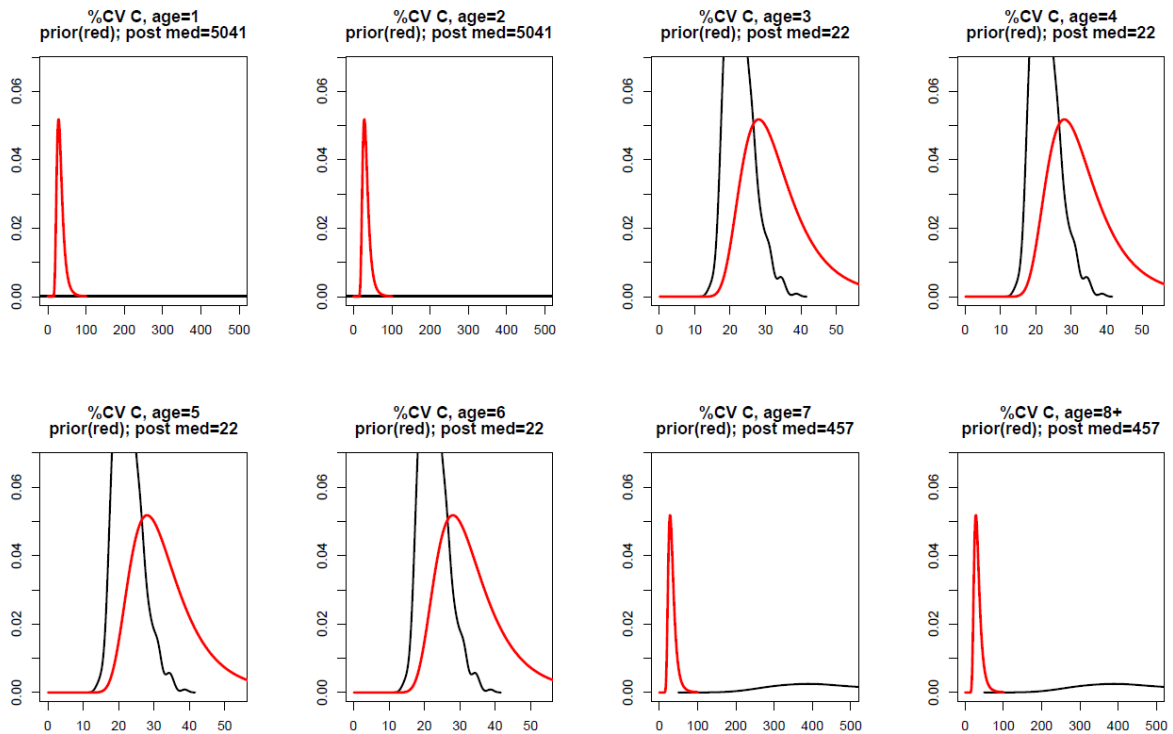 %CV C, age=1
prior(red); post med=5041
%CV C, age=2
prior(red); post med=5041
%CV C, age=3
prior(red); post med=22
%CV C, age=4
prior(red); post med=22
0.06
0.04
0.02
0.00
0 100 200 300 400 500
0.06
0.04
0.02
0.00
0 100 200 300 400 500
0.06
0.04
0.02
0.00
0 10 20 30 40 50
0.06
0.04
0.02
0.00
0 10 20 30 40 50
%CV C, age=5
prior(red); post med=22
%CV C, age=6
prior(red); post med=22
%CV C, age=7
prior(red); post med=457
%CV C, age=8+
prior(red); post med=457
0.06
0.04
0.02
0.00
0 10 20 30 40 50
0.06
0.04
0.02
0.00
0 10 20 30 40 50
0.06
0.04
0.02
0.00
0 100 200 300 400 500
0.06
0.04
0.02
0.00
0 100 200 300 400 500